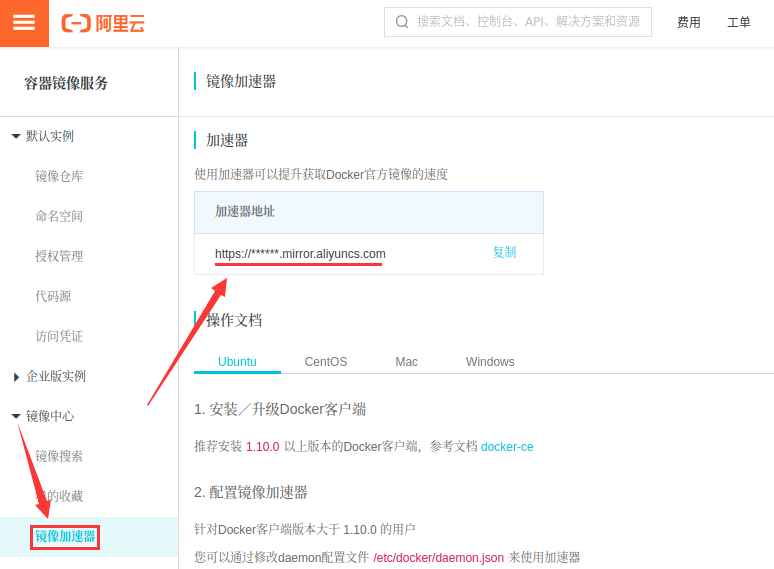 阿里云
搜索文档、控制台、API、解决方案和资源
费用
工单
容器镜像服务
默认实例
镜像仓库
命名空间
授权管理
代码源
访问凭证
企业版实例
镜像中心
镜像搜索
的收藏
镜像加速器
镜像加速器
加速器
使用加速器可以提升获取Docker官方镜像的速度
加速器地址
https://******.mirror.aliyuncs.com
复制
操作文档
Ubuntu CentOS Mac Windows
1. 安装／升级Docker客户端
推荐安装 1.10.0 以上版本的Docker客户端，参考文档 docker-ce
2. 配置镜像加速器
针对Docker客户端版本大于 1.10.0 的用户
您可以通过修改daemon配置文件 /etc/docker/daemon.json 来使用加速器